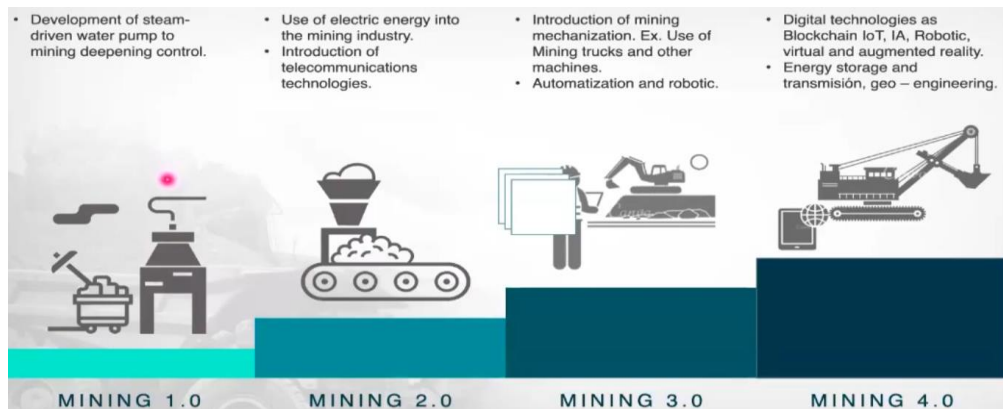 • Development of steam-
driven water pump to
mining deepening control.
• Use of electric energy into
the mining industry.
• Introduction of
telecommunications
technologies.
• Introduction of mining
mechanization. Ex. Use of
Mining trucks and other
machines.
• Automatization and robotic.
• Digital technologies as
Blockchain IoT, IA, Robotic,
virtual and augmented reality.
• Energy storage and
transmisión, geo – engineering.
MINING 1.0
MINING 2.0
MINING 3.0
MINING 4.0